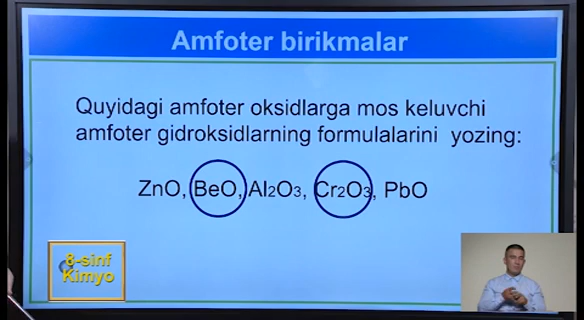 Amfoter birikmalar
Quyidagi amfoter oksidlarga mos keluvchi
amfoter gidroksidlarning formulalarini yozing:
ZnO, BeO, Al2O3, Cr2O3, PbO
8-sinf
Kimyo